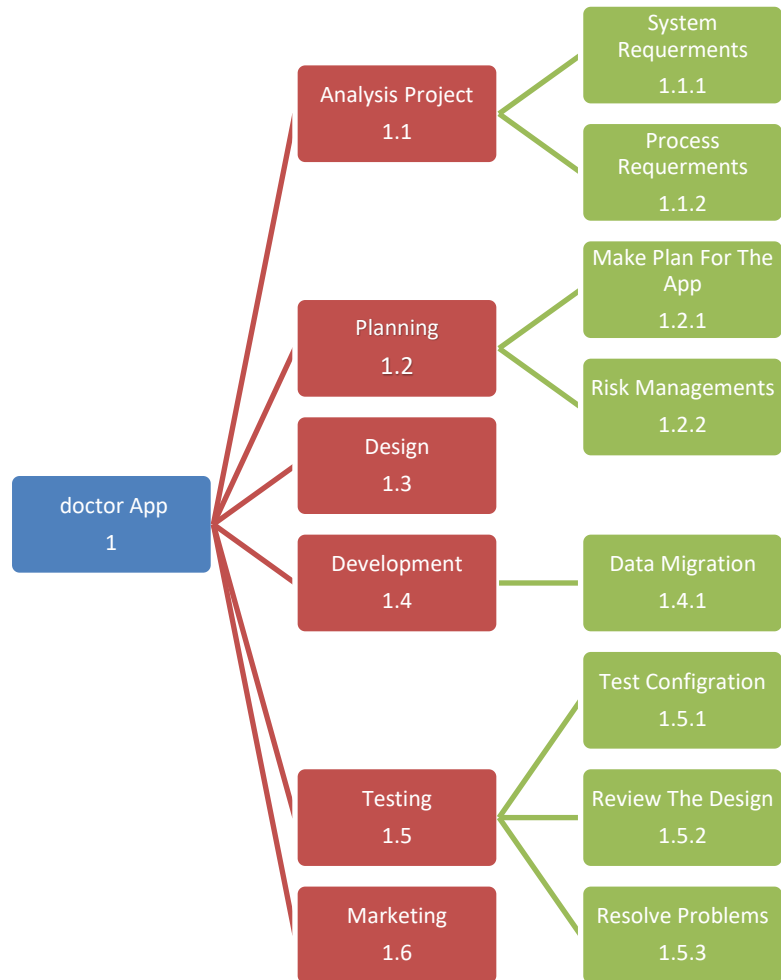 System
Requerments
1.1.1
Analysis Project
1.1
Process
Requerments
1.1.2
Make Plan For The
App
1.2.1
Planning
1.2
Risk Managements
1.2.2
Design
1.3
doctor App
1
Development
1.4
Data Migration
1.4.1
Test Configration
1.5.1
Testing
1.5
Review The Design
1.5.2
Marketing
1.6
Resolve Problems
1.5.3